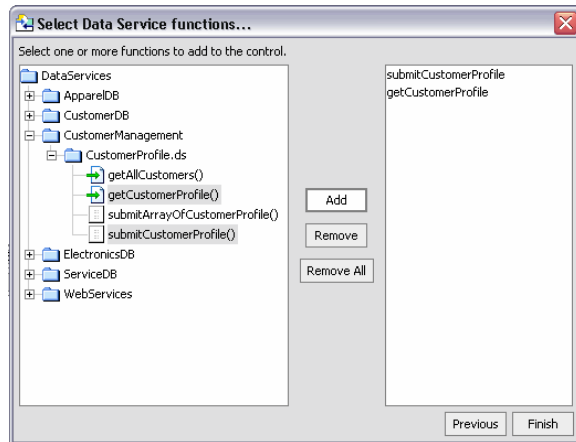 Select Data Service functions...
Select one or more functions to add to the control.
DataServices
ApparelDB
CustomerDB
CustomerManagement
CustomerProfile.ds
getAllCustomers()
getCustomerProfile()
submitArrayOfCustomerProfile()
submitCustomerProfile()
ElectronicsDB
ServiceDB
WebServices
Add
Remove
Remove All
submitCustomerProfile
getCustomerProfile
Previous
Finish